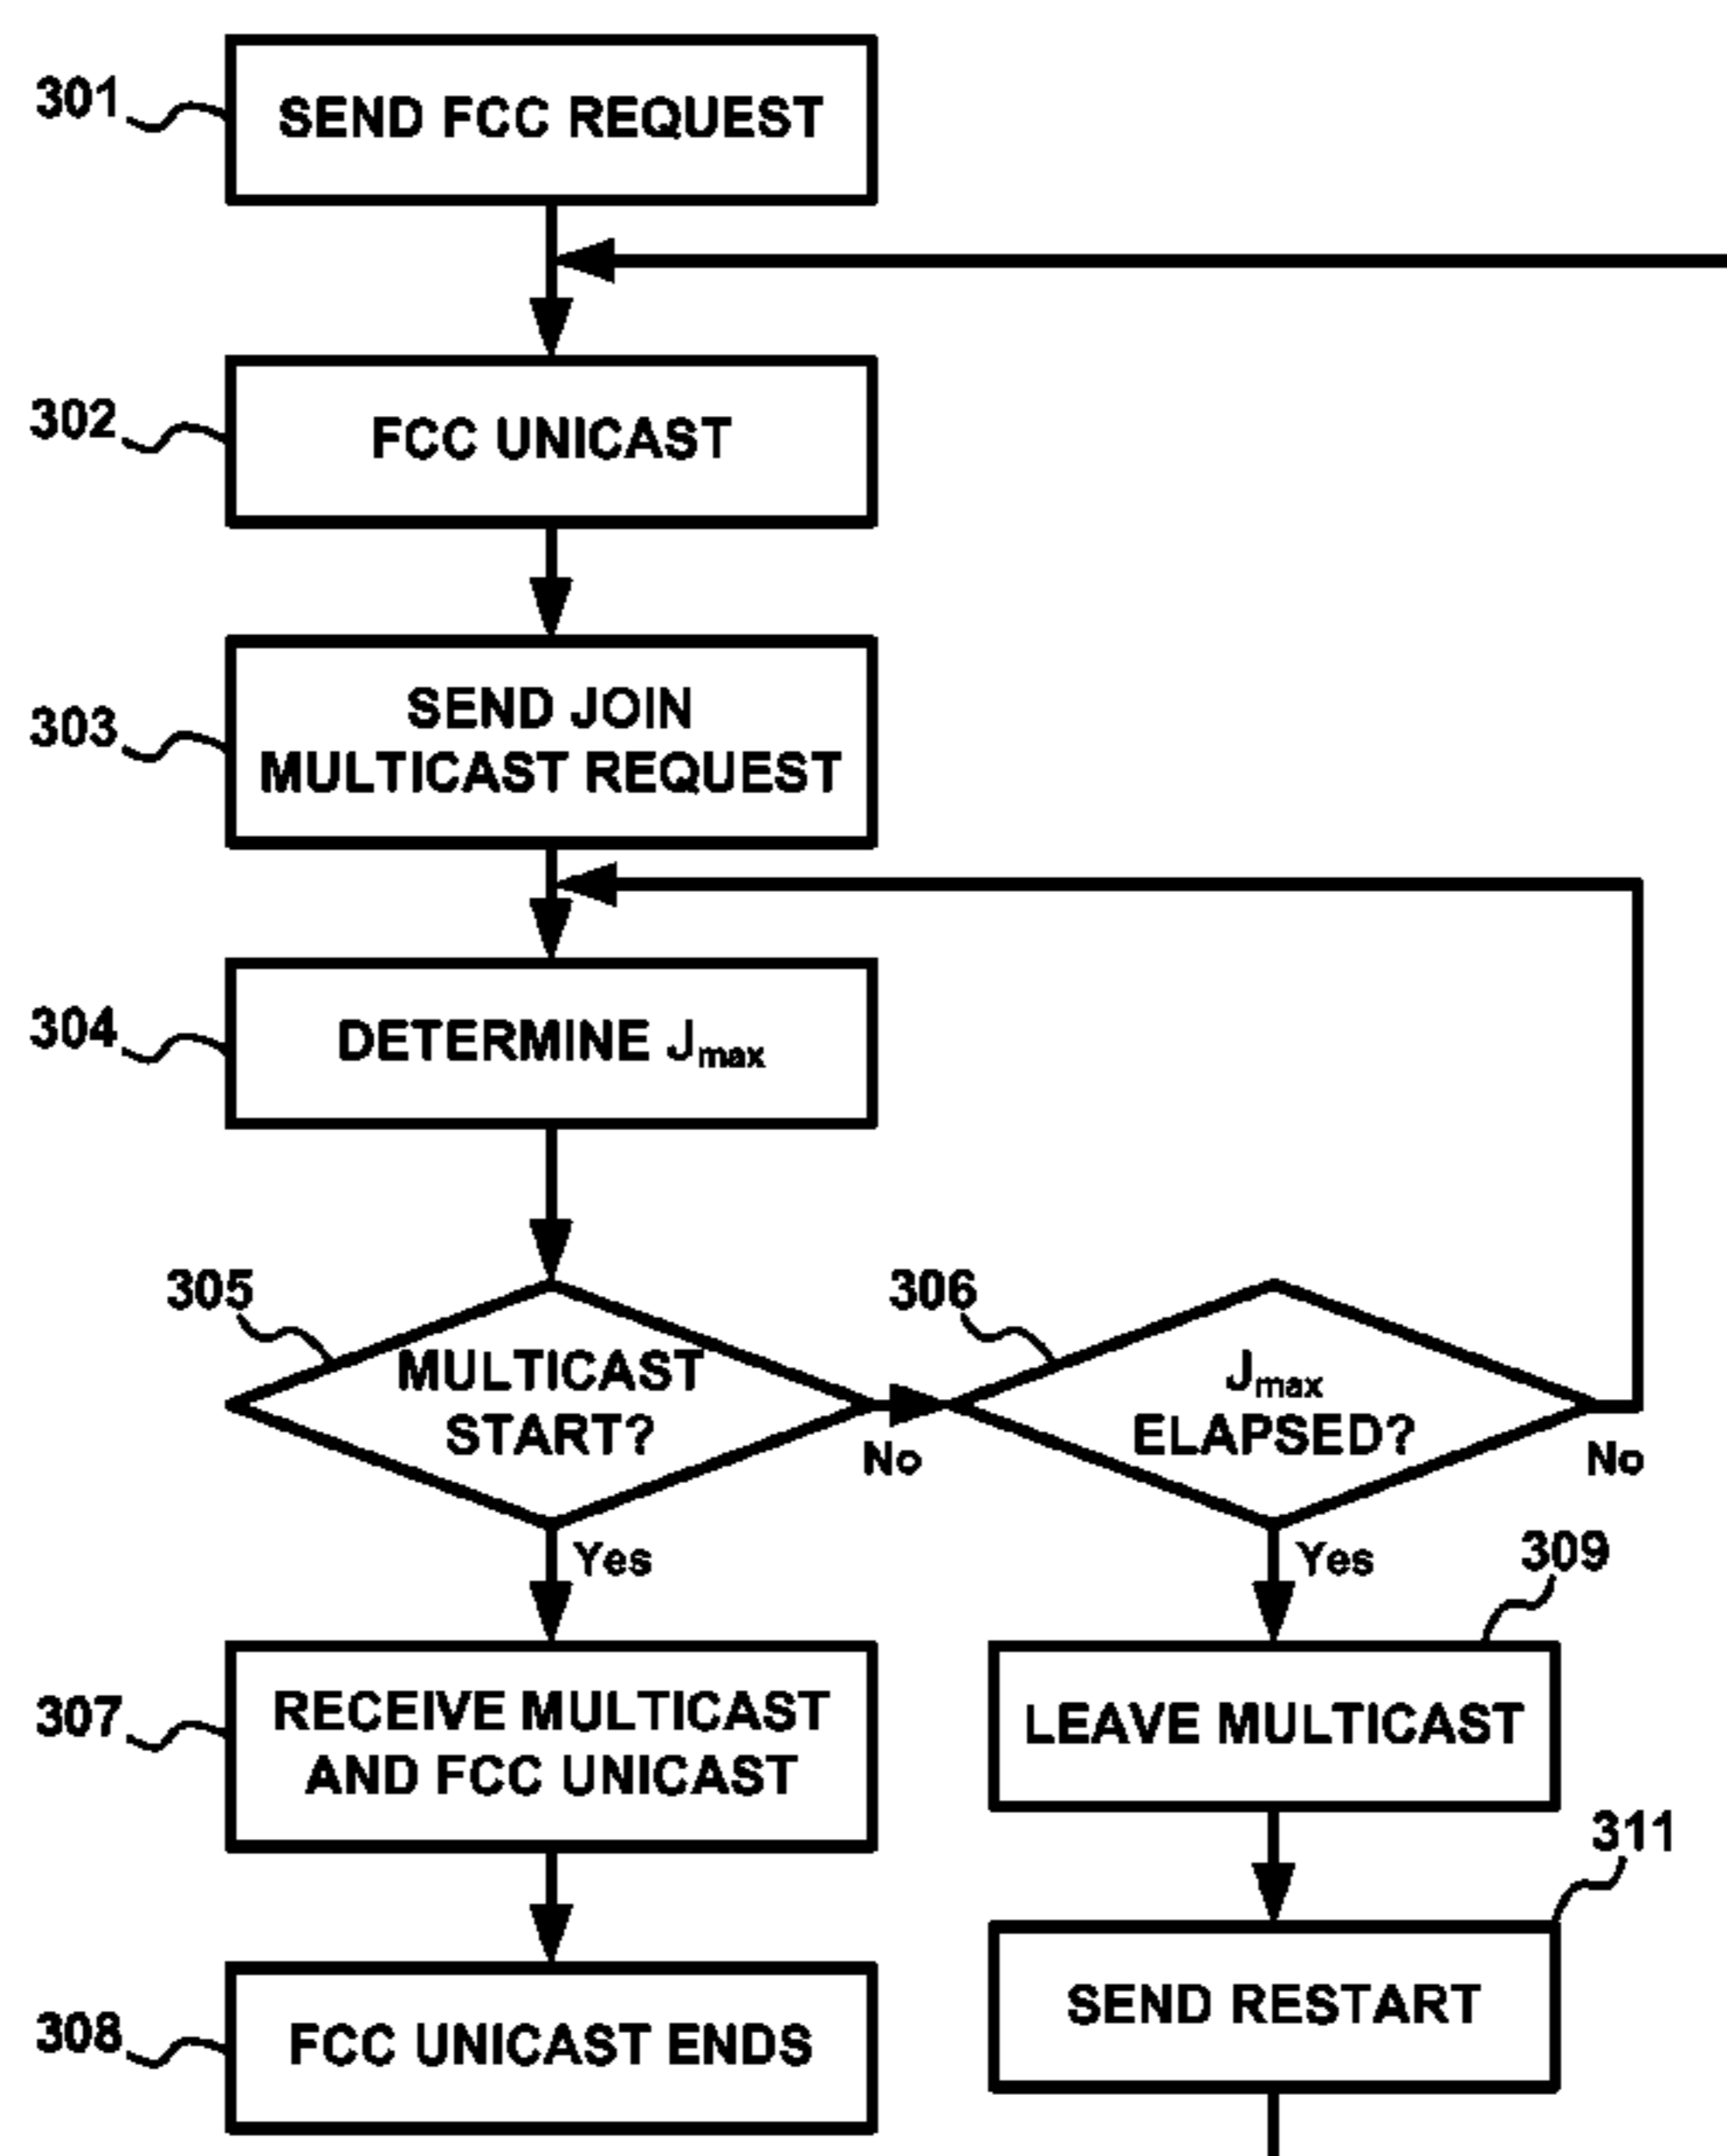 301
SEND FCC REQUEST
302
FCC UNICAST
303
SEND JOIN
MULTICAST REQUEST
304
DETERMINE Jmax
305
MULTICAST
START?
No
Yes
306
Jmax
ELAPSED?
No
Yes
307
RECEIVE MULTICAST
AND FCC UNICAST
309
LEAVE MULTICAST
308
FCC UNICAST ENDS
311
SEND RESTART